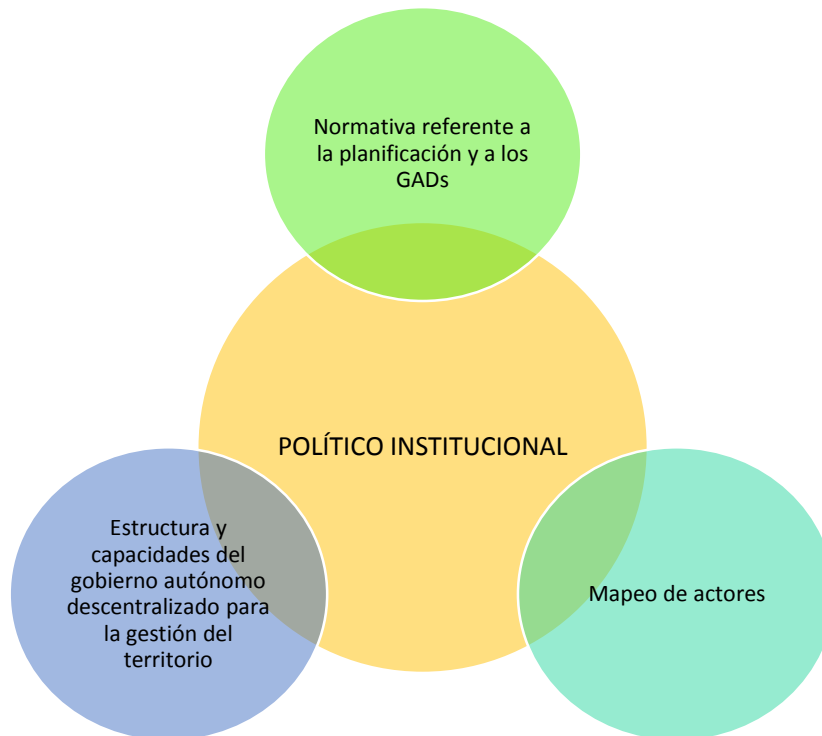 Normativa referente a
la planificación y a los
GADs
POLÍTICO INSTITUCIONAL
Estructura y
capacidades del
gobierno autónomo
descentralizado para
la gestión del
territorio
Mapeo de actores